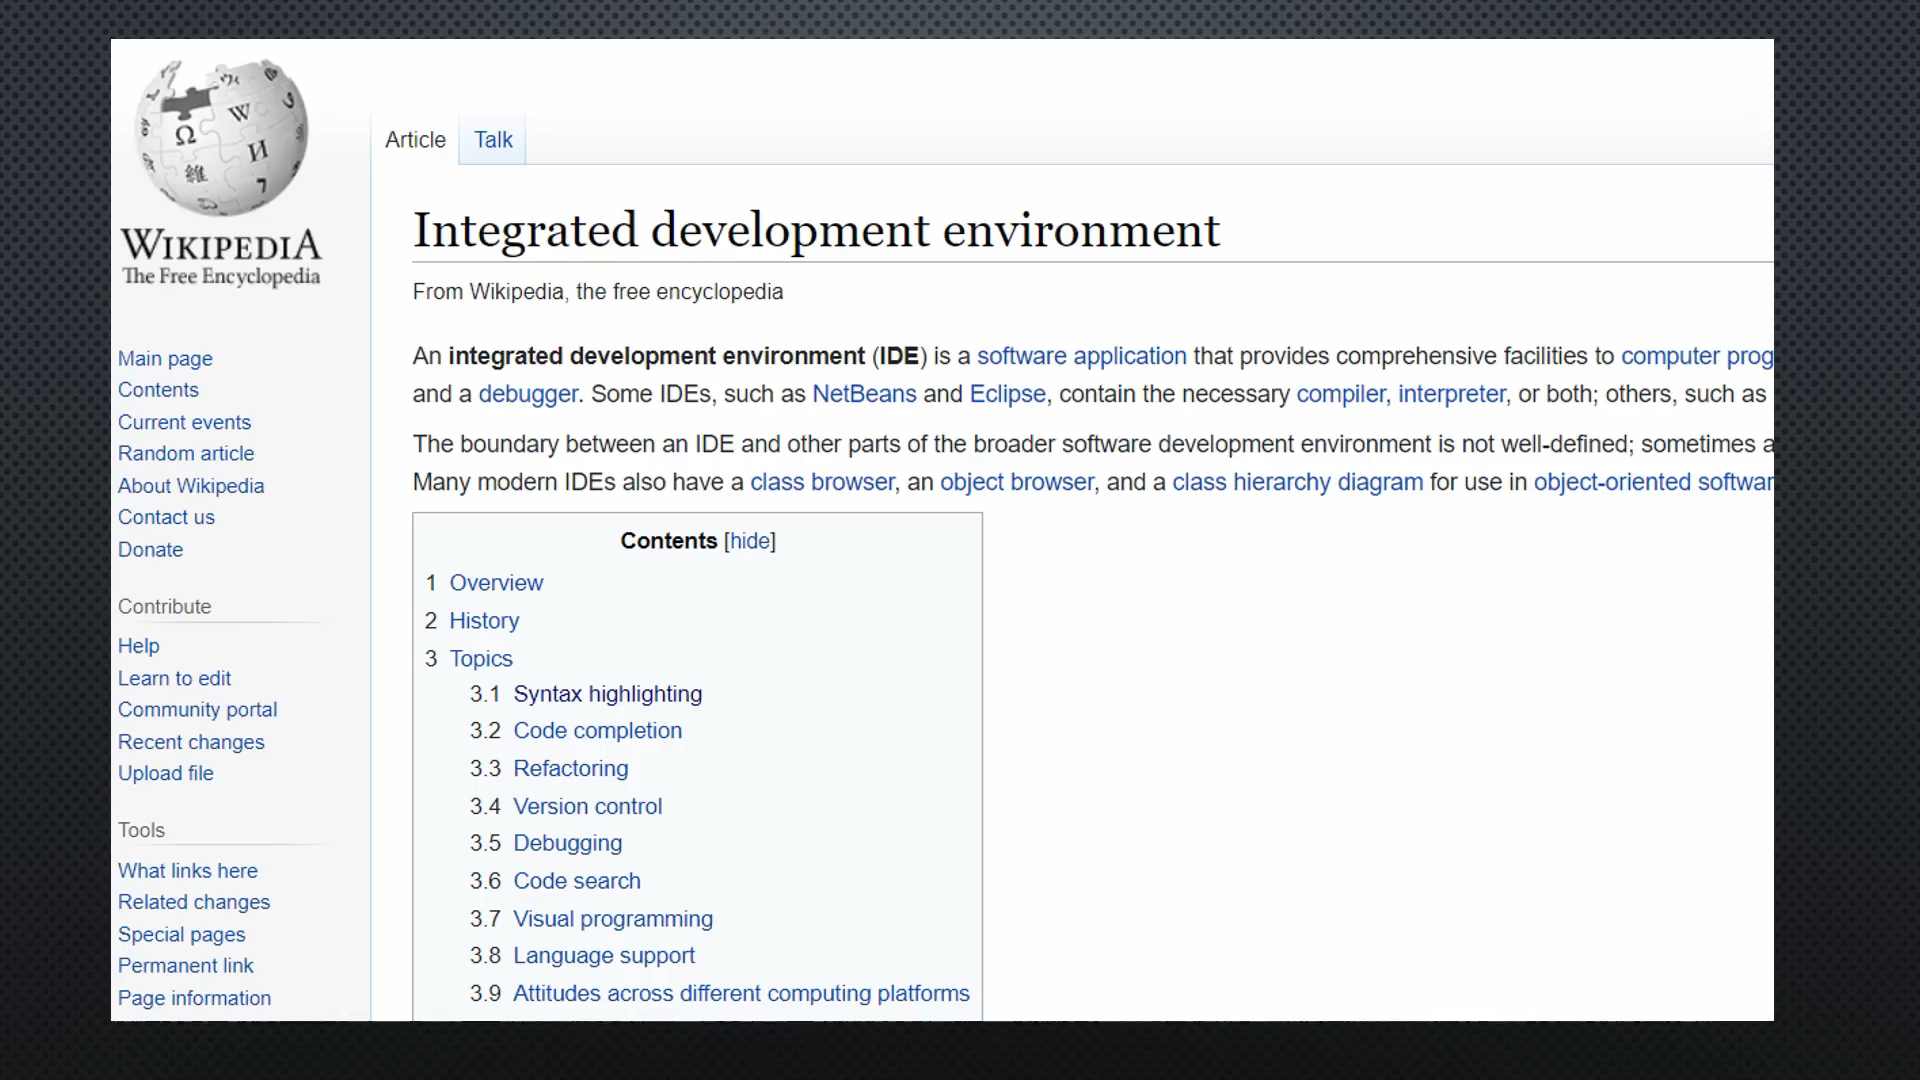 WIKIPEDIA
The Free Encyclopedia
Main page
Contents
Current events
Random article
About Wikipedia
Contact us
Donate
Contribute
Help
Learn to edit
Community portal
Recent changes
Upload file
Tools
What links here
Related changes
Special pages
Permanent link
Page information
Article Talk
Integrated development environment
From Wikipedia, the free encyclopedia
An integrated development environment (IDE) is a software application that provides comprehensive facilities to computer prog
and a debugger. Some IDEs, such as NetBeans and Eclipse, contain the necessary compiler, interpreter, or both; others, such as
The boundary between an IDE and other parts of the broader software development environment is not well-defined; sometimes a
Many modern IDEs also have a class browser, an object browser, and a class hierarchy diagram for use in object-oriented softwar
Contents [hide]
1 Overview
2 History
3 Topics
3.1 Syntax highlighting
3.2 Code completion
3.3 Refactoring
3.4 Version control
3.5 Debugging
3.6 Code search
3.7 Visual programming
3.8 Language support
3.9 Attitudes across different computing platforms